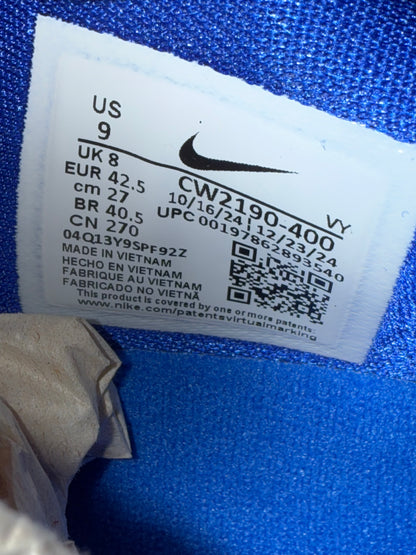 US
9
UK 8
EUR 42.5
cm 27
BR 40.5
CN 270
CW2190-400
10/16/24 | 12/23/24
UPC 00197862893540
VY
04Q13Y9SPF92Z
MADE IN VIETNAM
HECHO EN VIETNAM
FABRIQUE AU VIETNAM
FABRICADO NO VIETNÃ
This product is covered by one or more patents:
www.nike.com/patentsvirtualmarking